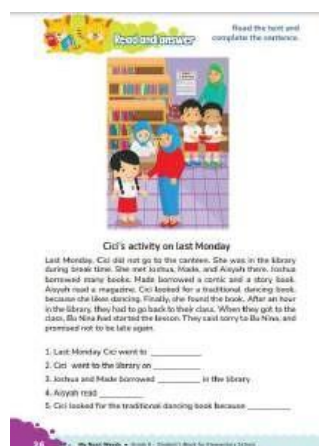 Read and answer
Read the text and
complete the sentence.
Cici's activity on last Monday
Last Monday, Cici did not go to the canteen. She was in the library
during break time. She met Joshua, Made, and Aisyah there. Joshua
borrowed many books. Made borrowed a comic and a story book.
Aisyah read a magazine. Cici looked for a traditional dancing book
because she likes dancing. Finally, she found the book. After an hour
in the library, they had to go back to their class. When they got to the
class, Bu Nina had started the lesson. They said sorry to Bu Nina, and
promised not to be late again.
1. Last Monday Cici went to ___________
2. Cici went to the library on ___________
3. Joshua and Made borrowed ___________ in the library
4. Aisyah read ___________
5. Cici looked for the traditional dancing book because ___________